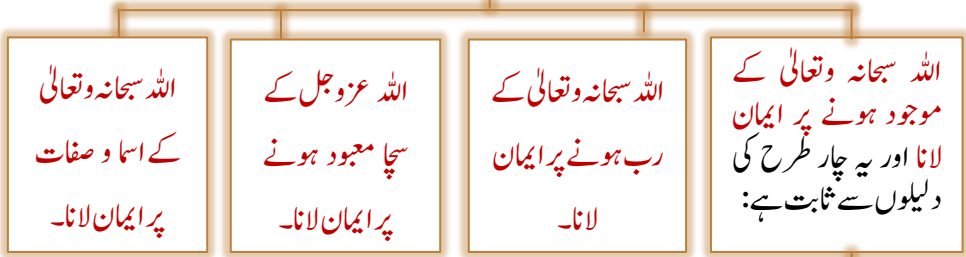 اللہ سبحانہ وتعالیٰ کے
موجود ہونے پر ایمان
لانا اور یہ چار طرح کی
دلیلوں سے ثابت ہے:
اللہ سبحانہ وتعالیٰ کے
رب ہونے پر ایمان
لانا۔
اللہ عزوجل کے
سچا معبود ہونے
پر ایمان لانا۔
اللہ سبحانہ وتعالیٰ
کے اسما و صفات
پر ایمان لانا۔